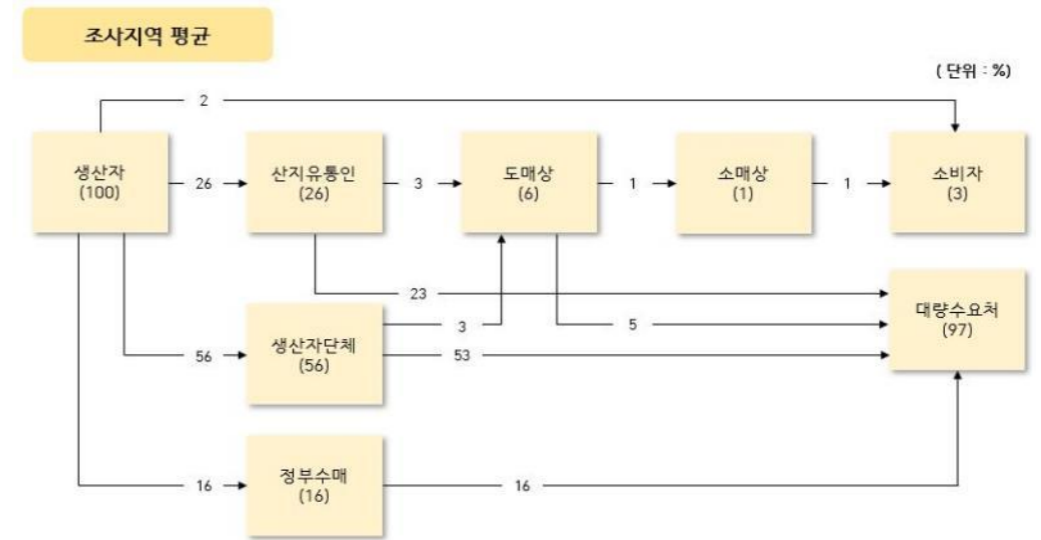 조사지역 평균
( 단위 : %)
2
생산자
(100)
26
산지유통인
(26)
3
도매상
(6)
1
소매상
(1)
1
소비자
(3)
23
대량수요처
(97)
3
5
생산자단체
(56)
56
53
정부수매
(16)
16
16